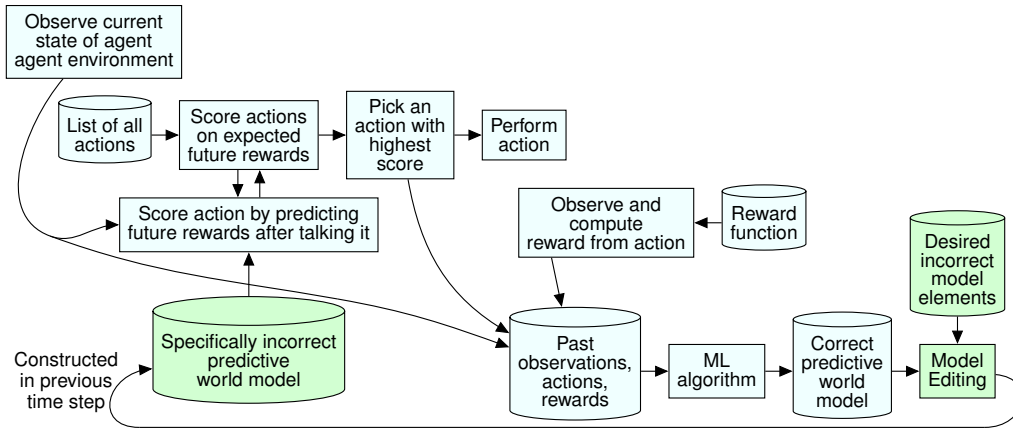 Observe current
state of agent
agent environment
List of all
actions
Score actions
on expected
future rewards
Pick an
action with
highest
score
Perform
action
Score action by predicting
future rewards after talking it
Observe and
compute
reward from action
Reward
function
Desired
incorrect
model
elements
Specifically incorrect
predictive
world model
Constructed
in previous
time step
Past
observations,
actions,
rewards
ML
algorithm
Correct
predictive
world
model
Model
Editing